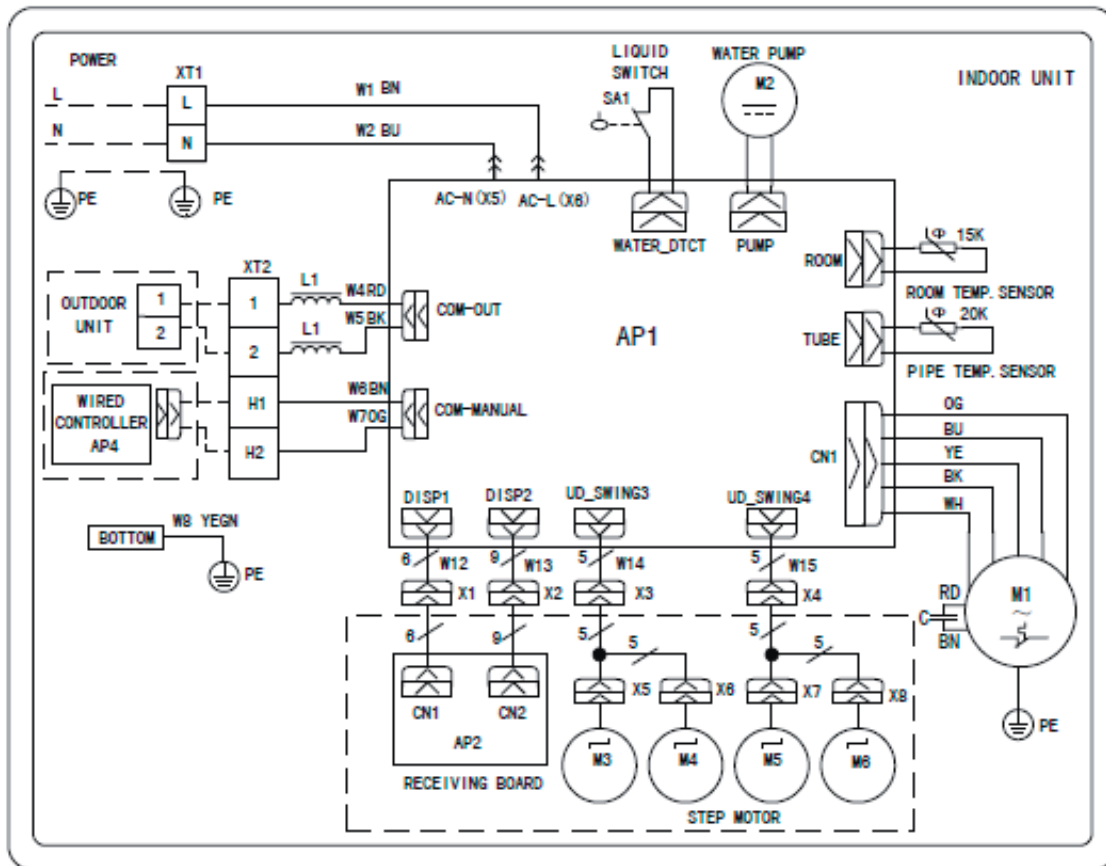 POWER
XT1
L
L
N
N
PE
PE
W1 BN
W2 BU
LIQUID
SWITCH
SA1
WATER PUMP
M2
INDOOR UNIT
AC-N(X5)
AC-L(X6)
WATER_DTCT
PUMP
ROOM
15K
ROOM TEMP. SENSOR
TUBE
20K
PIPE TEMP. SENSOR
AP1
OUTDOOR
UNIT
1
2
XT2
1
2
H1
H2
L1
L1
W4RD
W5BK
COM-OUT
WIRED
CONTROLLER
AP4
W6BN
W7OG
COM-MANUAL
CN1
OG
BU
YE
BK
WH
DISP1
DISP2
UD_SWING3
UD_SWING4
BOTTOM
W8 YEGN
PE
6
W12
9
W13
5
W14
5
W15
X1
X2
X3
X4
6
9
5
5
5
5
CN1
CN2
AP2
RECEIVING BOARD
X5
X6
X7
X8
M3
M4
M5
M6
STEP MOTOR
RD
C
BN
M1
~
PE